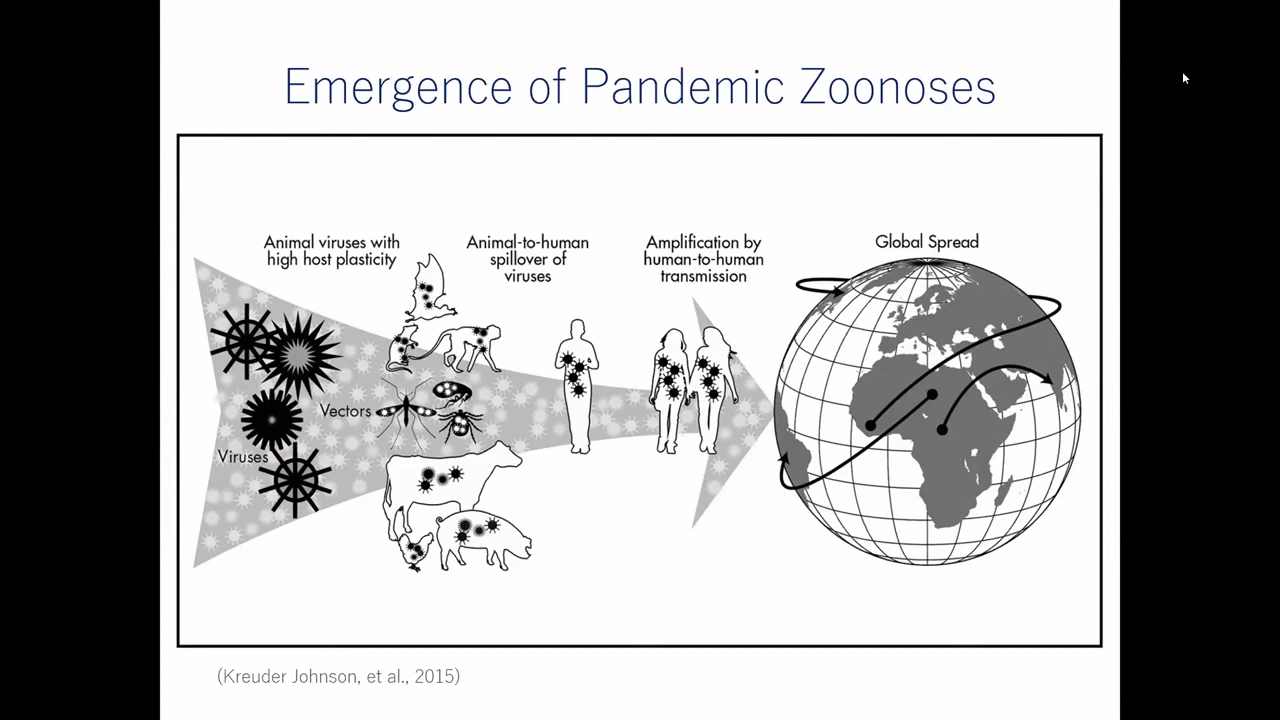 Emergence of Pandemic Zoonoses
Animal viruses with
high host plasticity
Animal-to-human
spillover of
viruses
Amplification by
human-to-human
transmission
Global Spread
Vectors
Viruses
(Kreuder Johnson, et al., 2015)